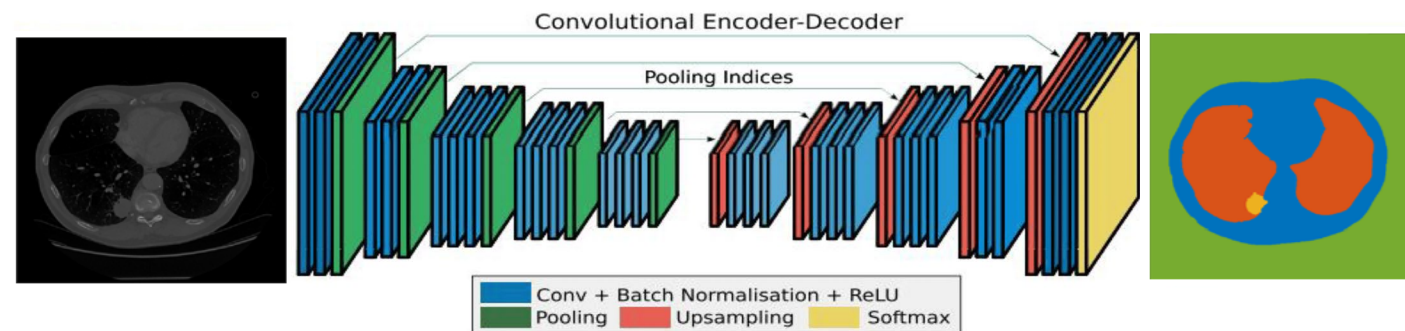 Convolutional Encoder-Decoder
Pooling Indices
Conv + Batch Normalisation + ReLU
Pooling Upsampling Softmax